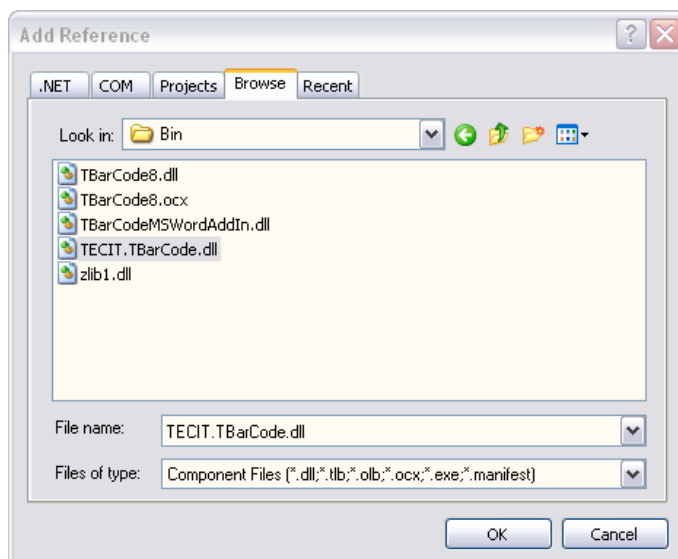 Add Reference
.NET COM Projects Browse Recent
Look in: Bin
TBarCode8.dll
TBarCode8.ocx
TBarCodeMSWordAddIn.dll
TECIT.TBarCode.dll
zlib1.dll
File name: TECIT.TBarCode.dll
Files of type: Component Files (*.dll;*.tlb;*.olb;*.ocx;*.exe;*.manifest)
OK Cancel